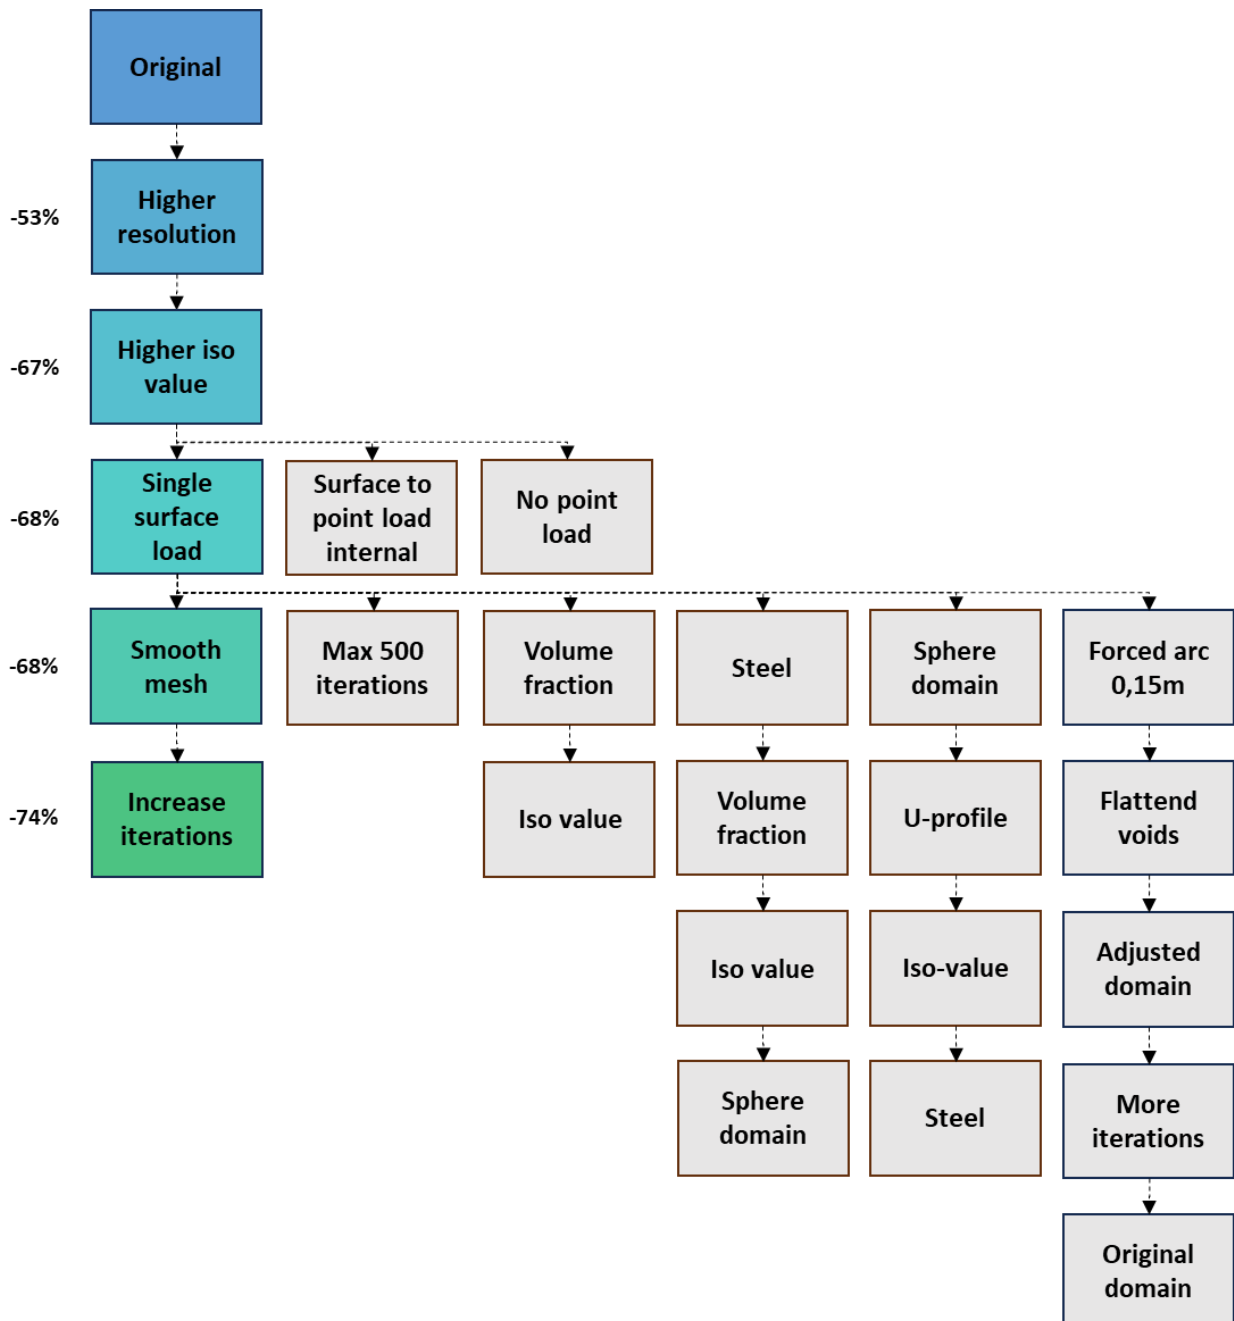 Original
-53%
Higher
resolution
-67%
Higher iso
value
-68%
Single
surface
load
Surface to
point load
internal
No point
load
-68%
Smooth
mesh
Max 500
iterations
Volume
fraction
Steel
Sphere
domain
Forced arc
0,15m
-74%
Increase
iterations
Iso value
Volume
fraction
U-profile
Flattend
voids
Iso value
Iso-value
Adjusted
domain
Sphere
domain
Steel
More
iterations
Original
domain